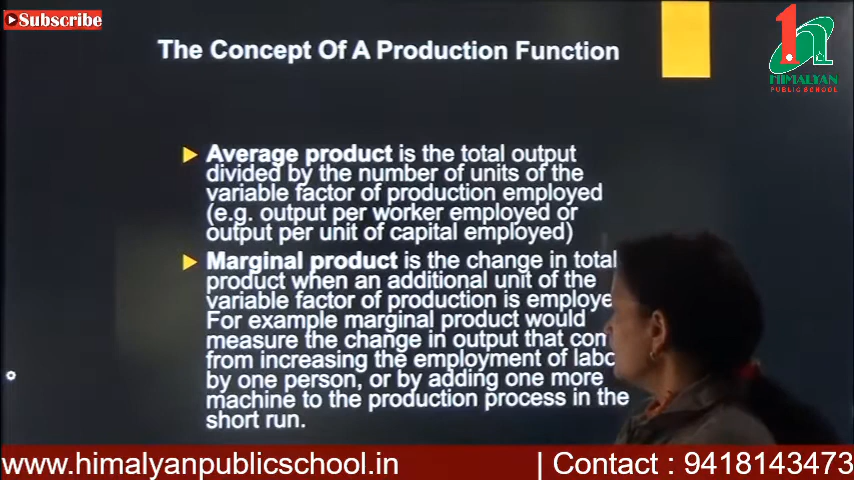 Subscribe
The Concept Of A Production Function
HIMALYAN
PUBLIC SCHOOL
Average product is the total output
divided by the number of units of the
variable factor of production employed
(e.g. output per worker employed or
output per unit of capital employed)
Marginal product is the change in total
product when an additional unit of the
variable factor of production is employe
For example marginal product would
measure the change in output that com
from increasing the employment of labo
by one person, or by adding one more
machine to the production process in the
short run.
www.himalyanpublicschool.in
| Contact : 9418143473